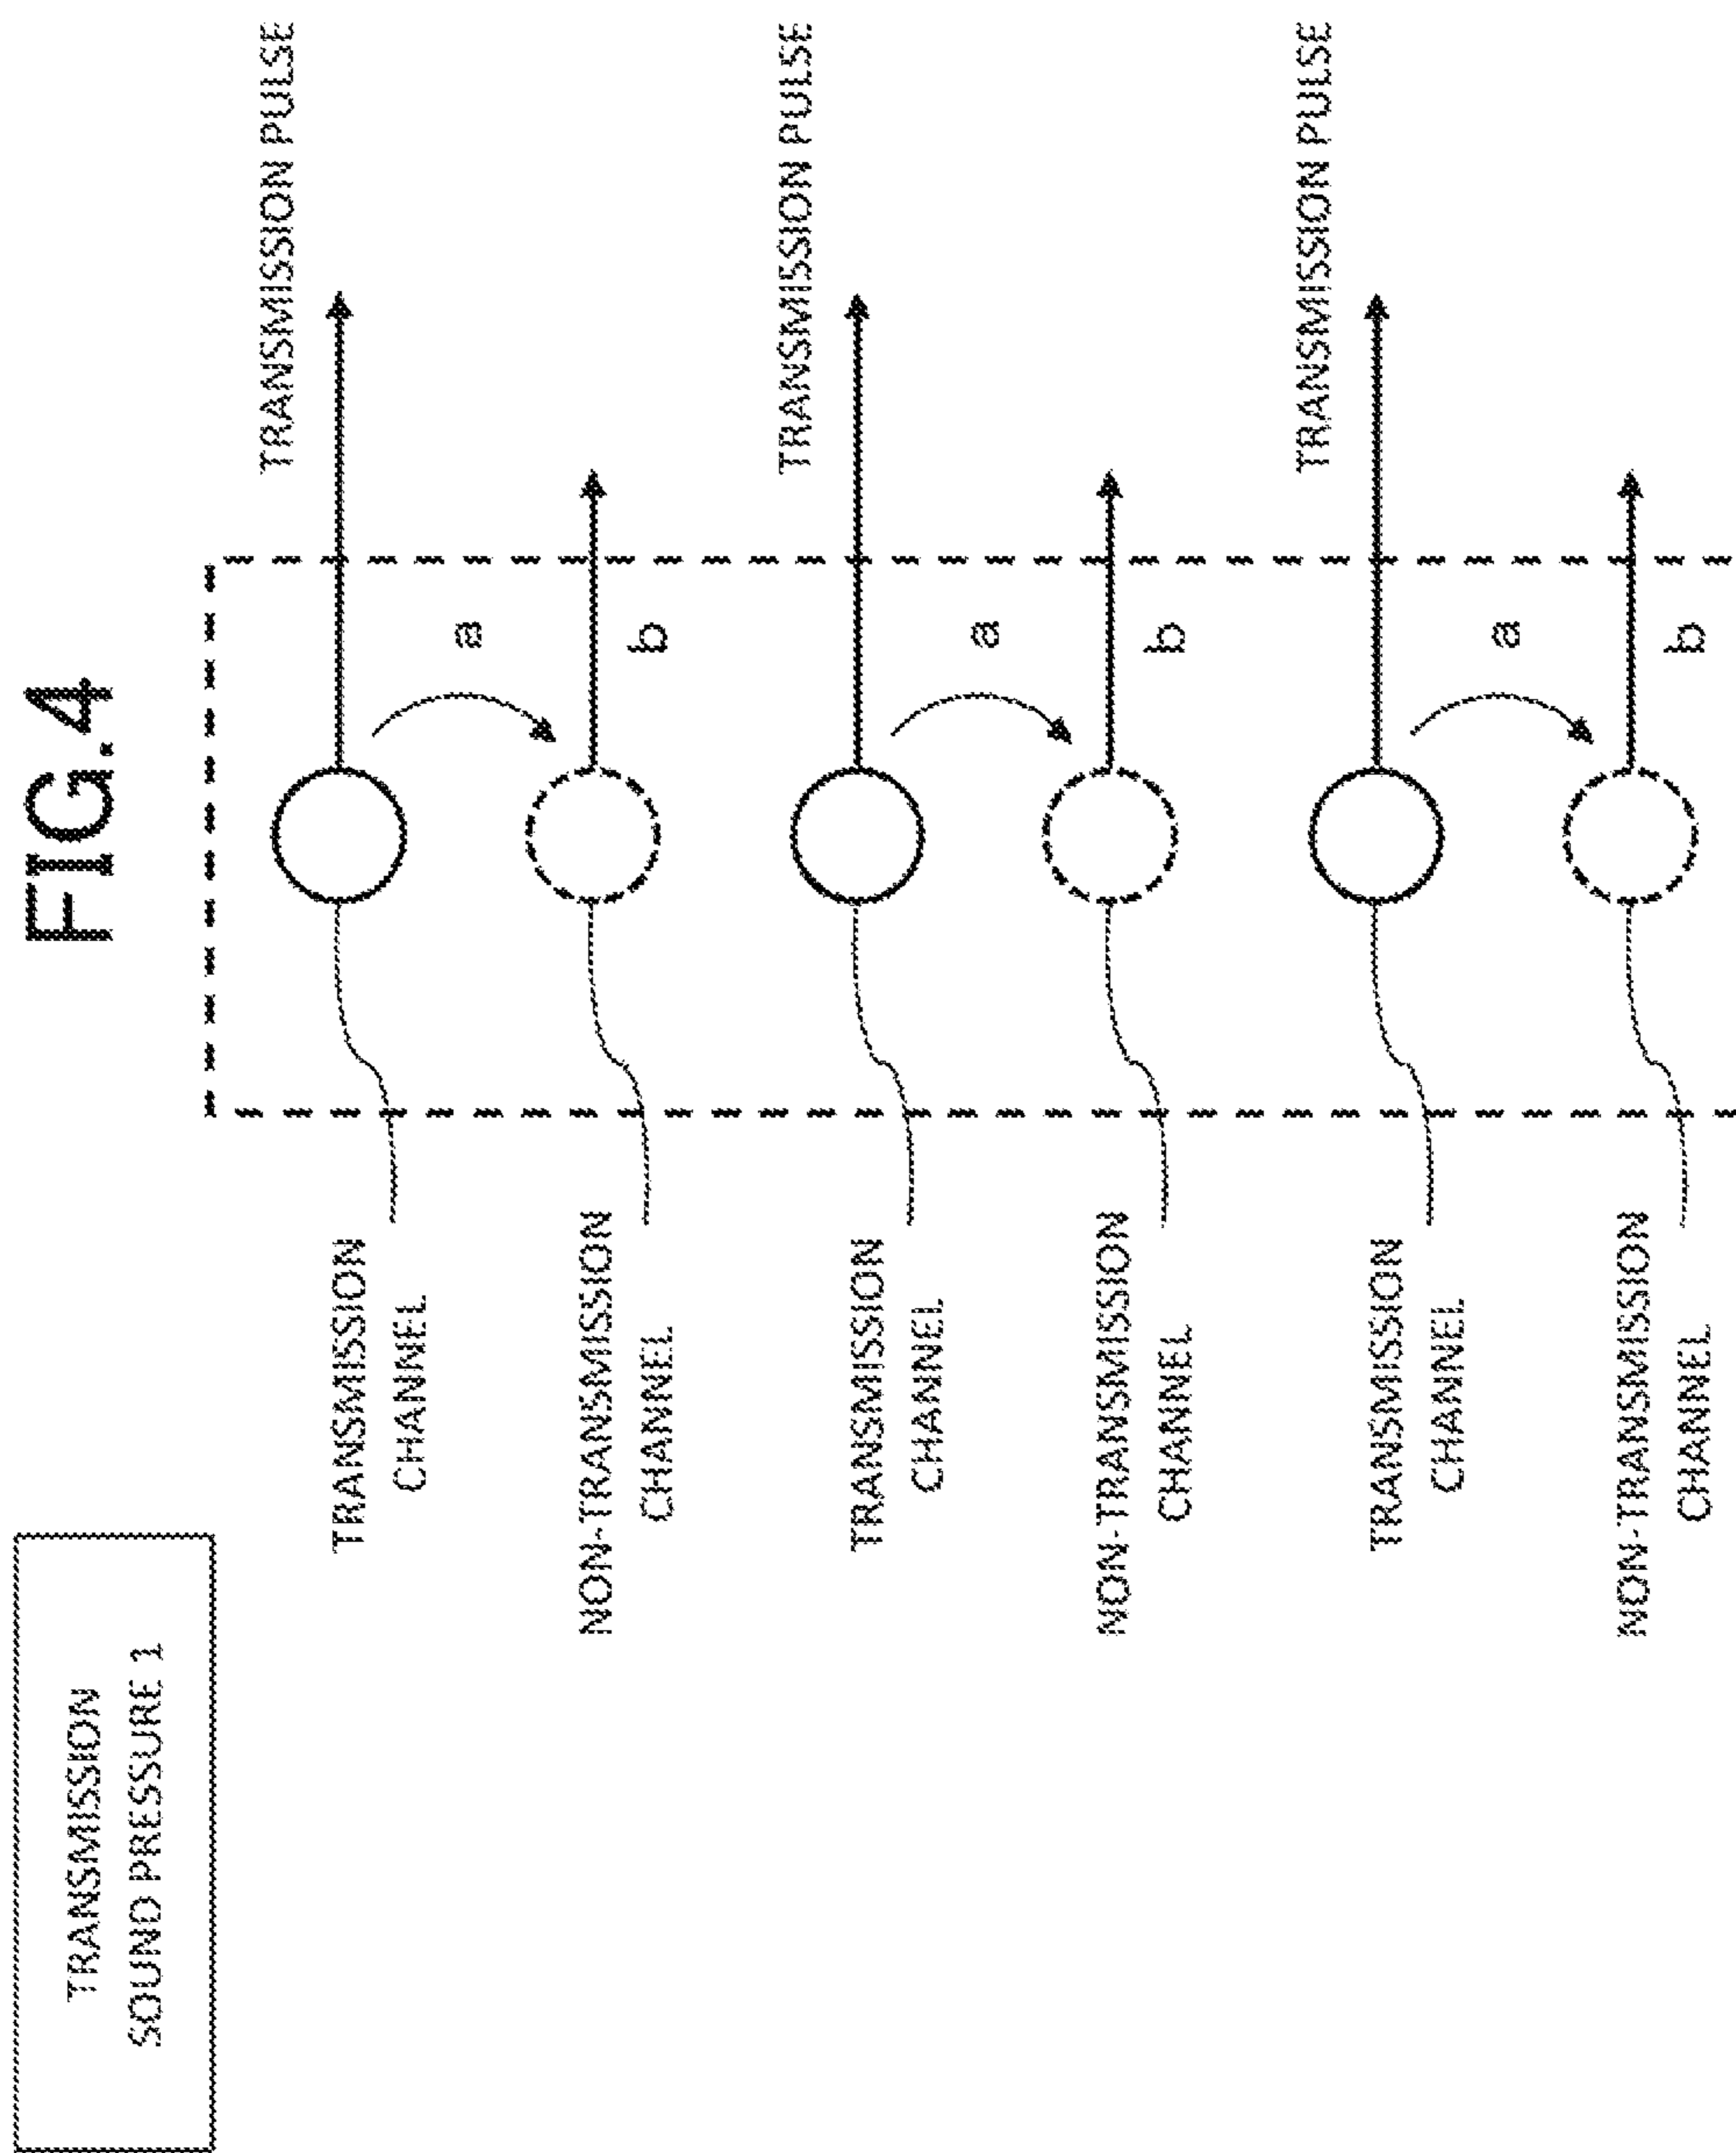 FIG.4
TRANSMISSION
SOUND PRESSURE 1
TRANSMISSION PULSE
TRANSMISSION
CHANNEL
a
NON-TRANSMISSION
CHANNEL
b
TRANSMISSION PULSE
TRANSMISSION
CHANNEL
a
NON-TRANSMISSION
CHANNEL
b
TRANSMISSION PULSE
TRANSMISSION
CHANNEL
a
NON-TRANSMISSION
CHANNEL
b